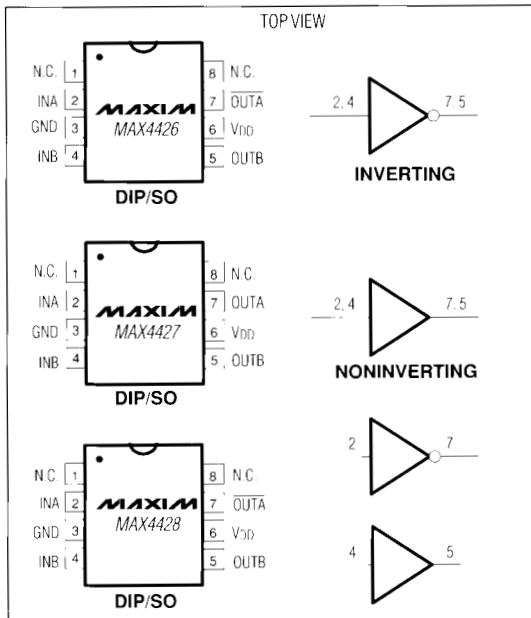 TOP VIEW
N.C. 1 8 N.C.
INA 2 MAXIM 7 O̅U̅T̅A̅
GND 3 MAX4426 6 VDD
INB 4 5 OUTB
DIP/SO
2, 4 7, 5
INVERTING
N.C. 1 8 N.C.
INA 2 MAXIM 7 OUTA
GND 3 MAX4427 6 VDD
INB 4 5 OUTB
DIP/SO
2, 4 7, 5
NONINVERTING
N.C. 1 8 N.C.
INA 2 MAXIM 7 O̅U̅T̅A̅
GND 3 MAX4428 6 VDD
INB 4 5 OUTB
DIP/SO
2 7
4 5